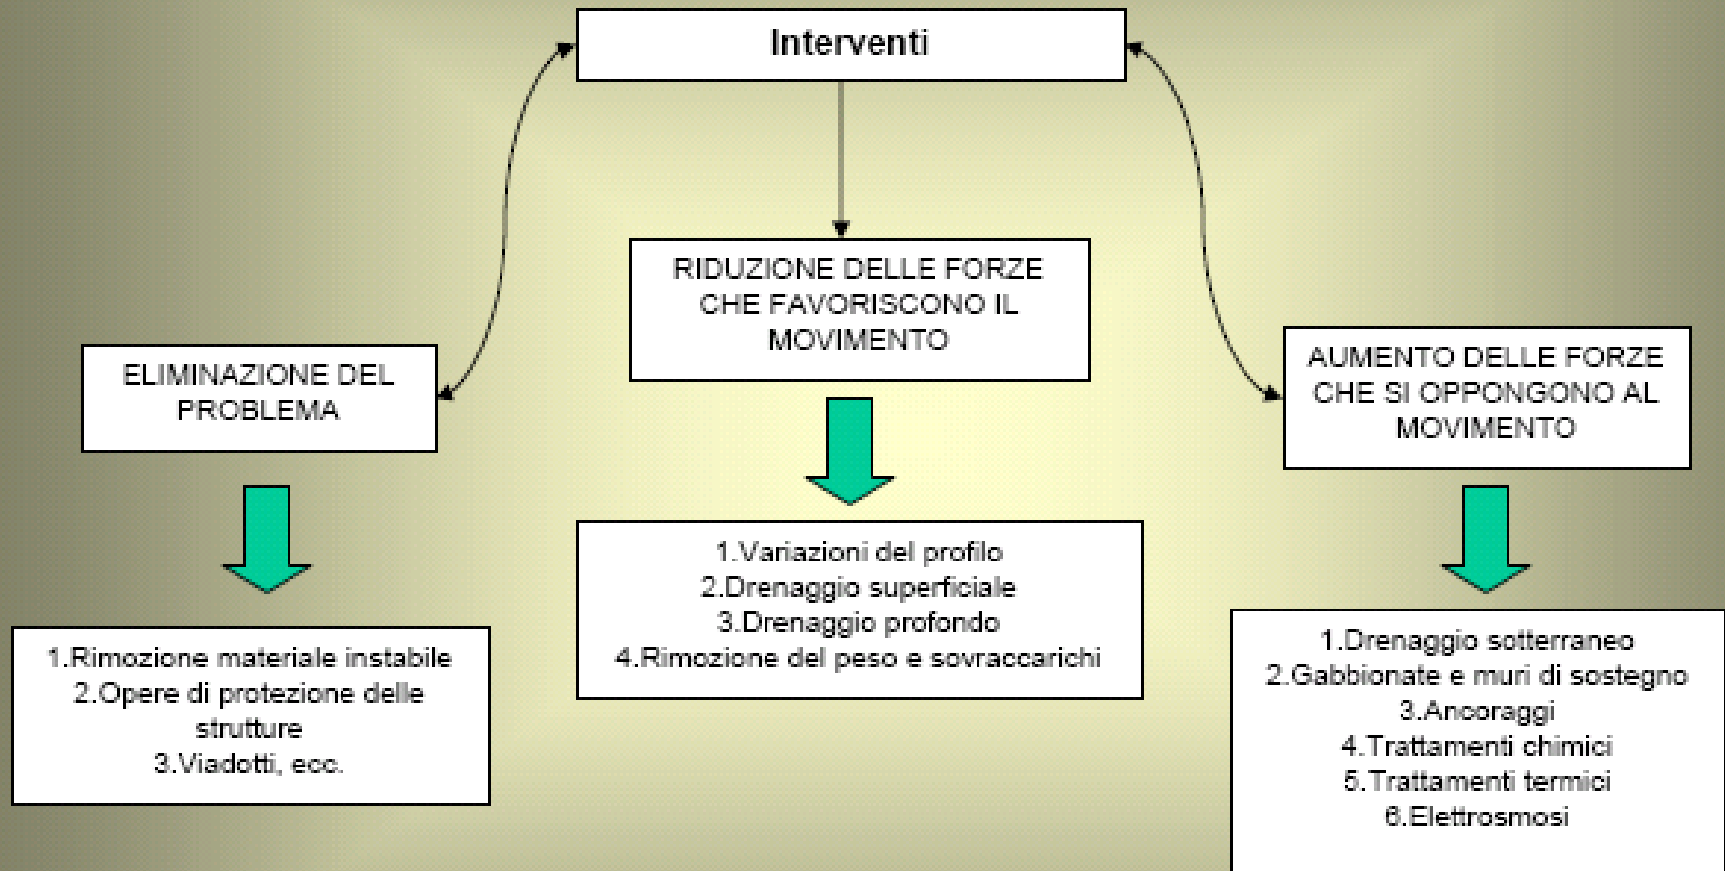 Interventi
ELIMINAZIONE DEL
PROBLEMA
1.Rimozione materiale instabile
2.Opere di protezione delle
strutture
3.Viadotti, ecc.
RIDUZIONE DELLE FORZE
CHE FAVORISCONO IL
MOVIMENTO
1.Variazioni del profilo
2.Drenaggio superficiale
3.Drenaggio profondo
4.Rimozione del peso e sovraccarichi
AUMENTO DELLE FORZE
CHE SI OPPONGONO AL
MOVIMENTO
1.Drenaggio sotterraneo
2.Gabbionate e muri di sostegno
3.Ancoraggi
4.Trattamenti chimici
5.Trattamenti termici
6.Elettrosmosi